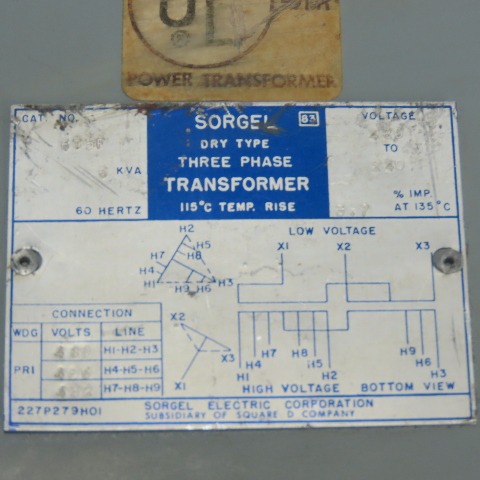 UL
POWER TRANSFORMER
CAT. NO.
SORGEL 83
VOLTAGE
DRY TYPE
TO
KVA
THREE PHASE
TRANSFORMER
% IMP.
60 HERTZ
115°C TEMP. RISE
AT 135°C
LOW VOLTAGE
H2
H5
H7
H4
H1
H9 H6
H3
X1 X2 X3
CONNECTION
WDG VOLTS LINE
H1-H2-H3
PRI
H4-H5-H6
H7-H8-H9
X2
X3
X1
H4
H7
H8
H5
H9
H6
H1
H2
H3
HIGH VOLTAGE BOTTOM VIEW
227P279H01
SORGEL ELECTRIC CORPORATION
SUBSIDIARY OF SQUARE D COMPANY